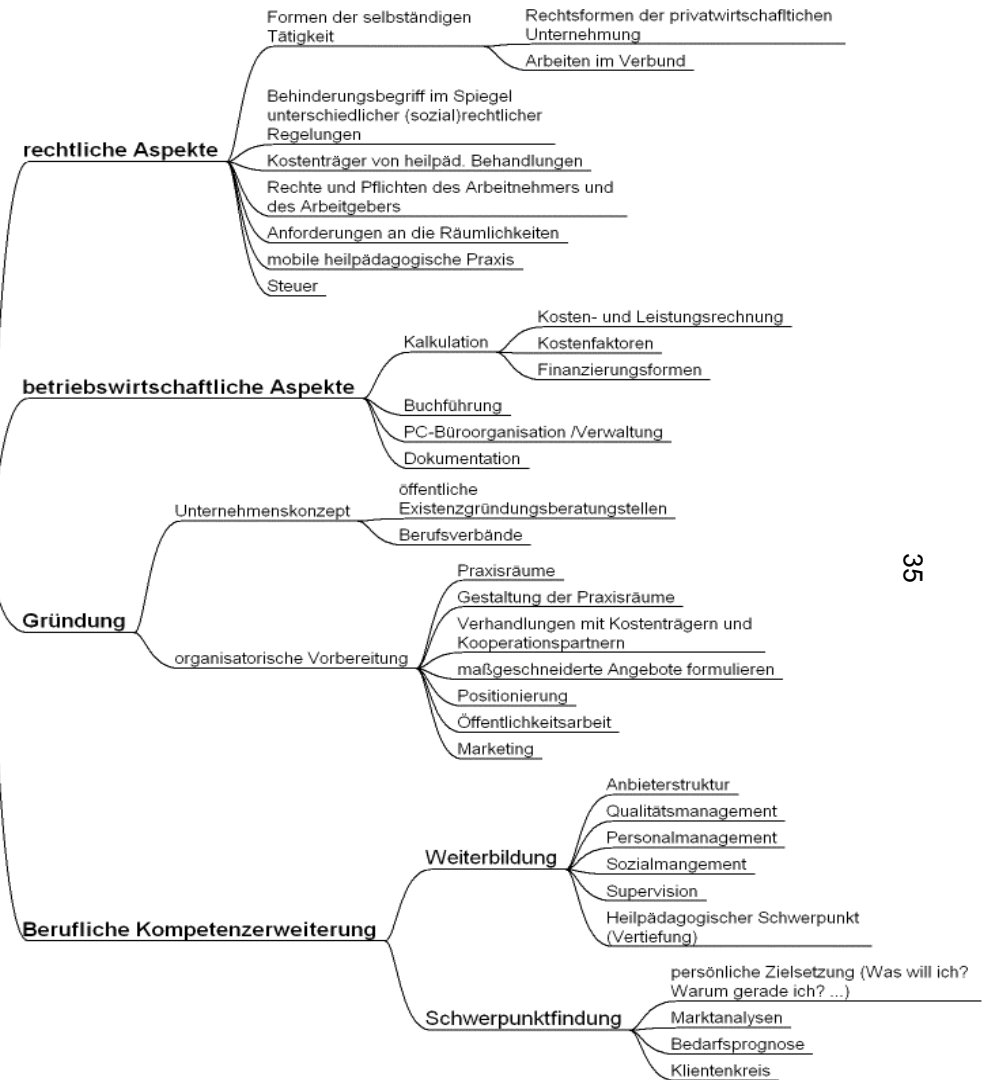 Formen der selbständigen
Tätigkeit
Rechtsformen der privatwirtschafltichen
Unternehmung
Arbeiten im Verbund
Behinderungsbegriff im Spiegel
unterschiedlicher (sozial)rechtlicher
Regelungen
rechtliche Aspekte
Kostenträger von heilpäd. Behandlungen
Rechte und Pflichten des Arbeitnehmers und
des Arbeitgebers
Anforderungen an die Räumlichkeiten
mobile heilpädagogische Praxis
Steuer
betriebswirtschaftliche Aspekte
Kalkulation
Kosten- und Leistungsrechnung
Kostenfaktoren
Finanzierungsformen
Buchführung
PC-Büroorganisation /Verwaltung
Dokumentation
Gründung
Unternehmenskonzept
öffentliche
Existenzgründungsberatungstellen
Berufsverbände
organisatorische Vorbereitung
Praxisräume
Gestaltung der Praxisräume
Verhandlungen mit Kostenträgern und
Kooperationspartnern
maßgeschneiderte Angebote formulieren
Positionierung
Öffentlichkeitsarbeit
Marketing
Berufliche Kompetenzerweiterung
Weiterbildung
Anbieterstruktur
Qualitätsmanagement
Personalmanagement
Sozialmangement
Supervision
Heilpädagogischer Schwerpunkt
(Vertiefung)
Schwerpunktfindung
persönliche Zielsetzung (Was will ich?
Warum gerade ich? ...)
Marktanalysen
Bedarfsprognose
Klientenkreis
35